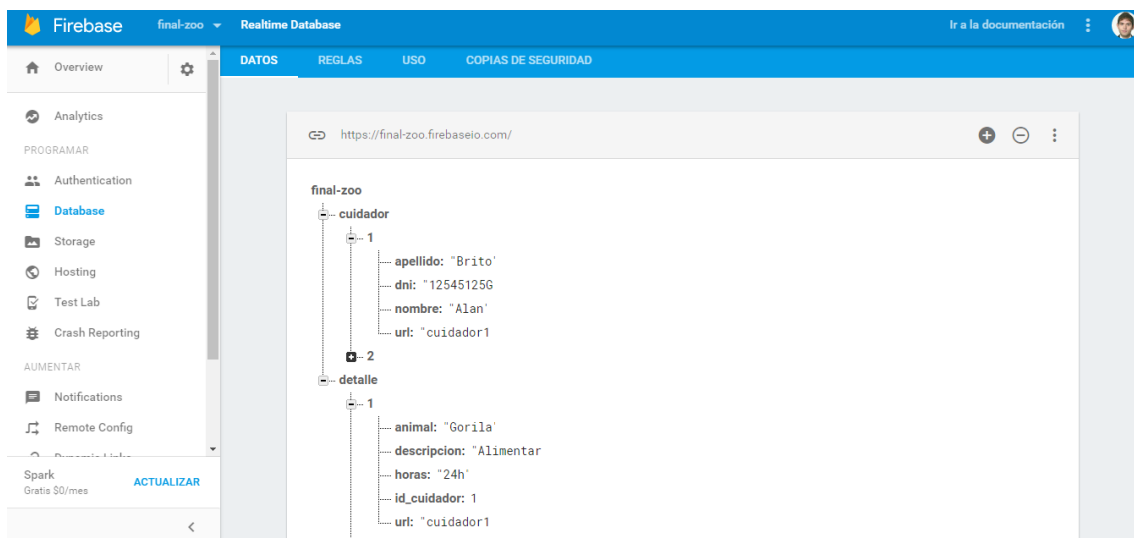 Firebase
final-zoo
Realtime Database
Ir a la documentación
Overview
DATOS
REGLAS
USO
COPIAS DE SEGURIDAD
Analytics
PROGRAMAR
Authentication
Database
Storage
Hosting
Test Lab
Crash Reporting
AUMENTAR
Notifications
Remote Config
Dynamic Links
Spark
Gratis $0/mes
ACTUALIZAR
https://final-zoo.firebaseio.com/
final-zoo
cuidador
1
apellido: "Brito'
dni: "12545125G
nombre: "Alan'
url: "cuidador1
2
detalle
1
animal: "Gorila'
descripcion: "Alimentar
horas: "24h'
id_cuidador: 1
url: "cuidador1